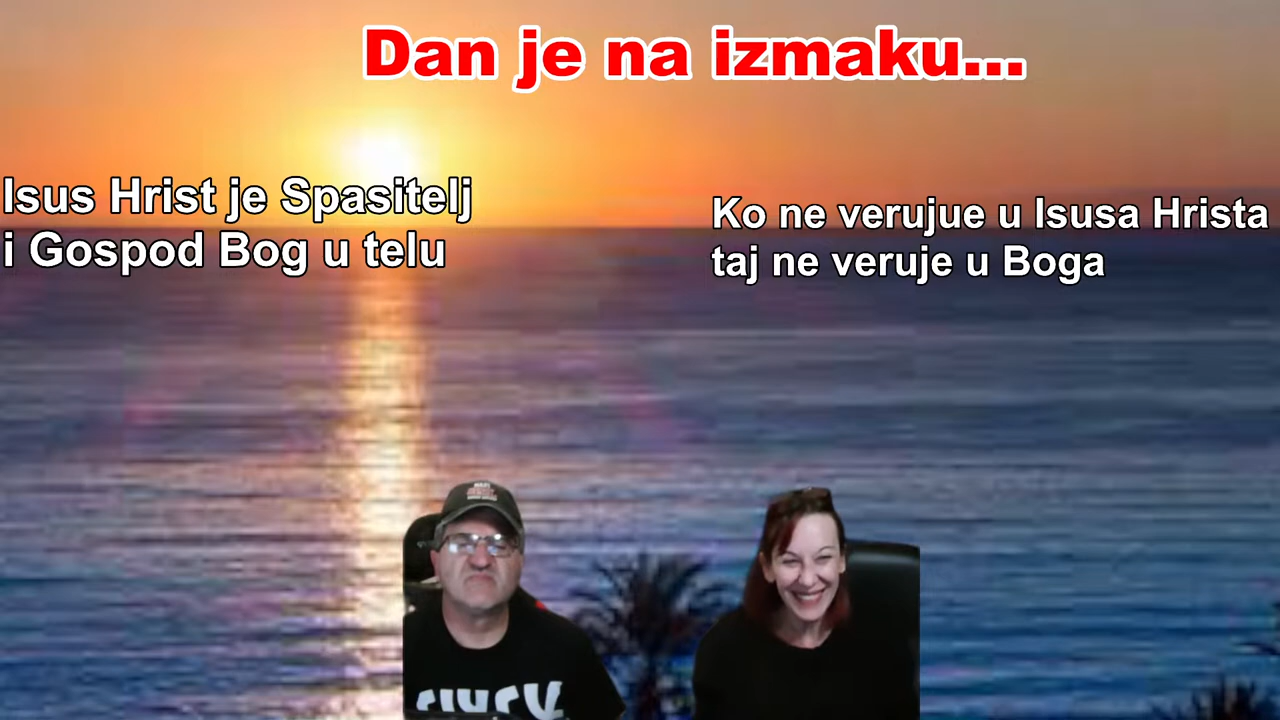 Dan je na izmaku...
Isus Hrist je Spasitelj
i Gospod Bog u telu
Ko ne verujue u Isusa Hrista
taj ne veruje u Boga